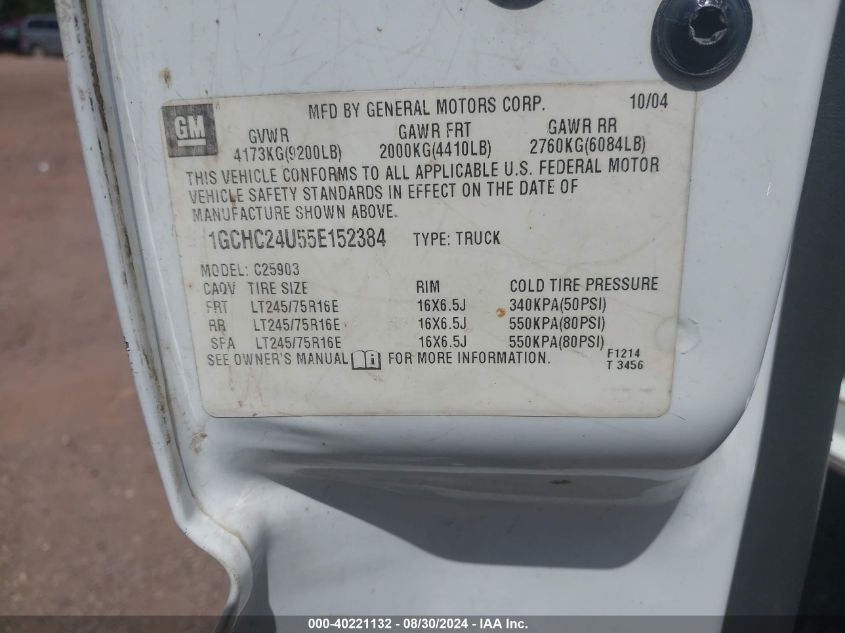 MFD BY GENERAL MOTORS CORP. 10/04
GM
GVWR GAWR FRT GAWR RR
4173KG(9200LB) 2000KG(4410LB) 2760KG(6084LB)
THIS VEHICLE CONFORMS TO ALL APPLICABLE U.S. FEDERAL MOTOR
VEHICLE SAFETY STANDARDS IN EFFECT ON THE DATE OF
MANUFACTURE SHOWN ABOVE.
1GCHC24U55E152384 TYPE: TRUCK
MODEL: C25903
CAQV TIRE SIZE RIM COLD TIRE PRESSURE
FRT LT245/75R16E 16X6.5J 340KPA(50PSI)
RR LT245/75R16E 16X6.5J 550KPA(80PSI)
SPA LT245/75R16E 16X6.5J 550KPA(80PSI)
SEE OWNER'S MANUAL i FOR MORE INFORMATION.
F1214
T 3456
000-40221132 - 08/30/2024 - IAA Inc.